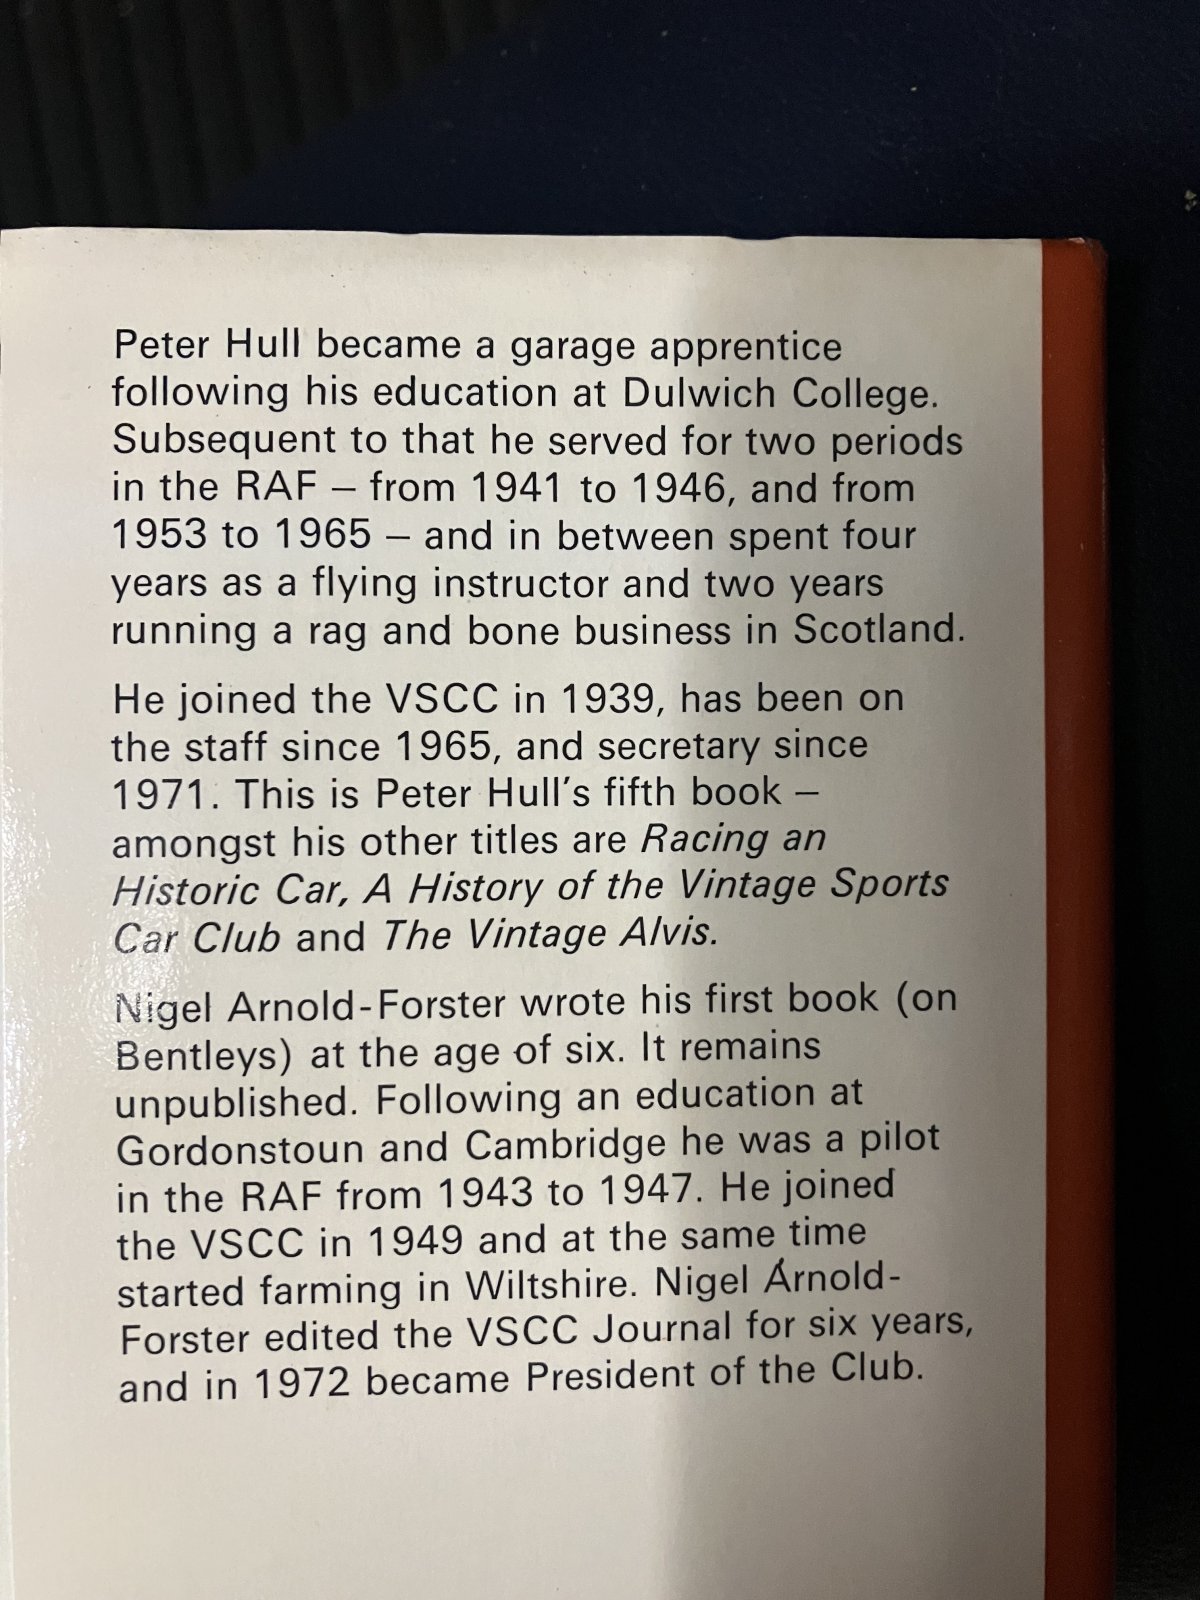 Peter Hull became a garage apprentice
following his education at Dulwich College.
Subsequent to that he served for two periods
in the RAF – from 1941 to 1946, and from
1953 to 1965 – and in between spent four
years as a flying instructor and two years
running a rag and bone business in Scotland.
He joined the VSCC in 1939, has been on
the staff since 1965, and secretary since
1971. This is Peter Hull's fifth book –
amongst his other titles are Racing an
Historic Car, A History of the Vintage Sports
Car Club and The Vintage Alvis.
Nigel Arnold-Forster wrote his first book (on
Bentleys) at the age of six. It remains
unpublished. Following an education at
Gordonstoun and Cambridge he was a pilot
in the RAF from 1943 to 1947. He joined
the VSCC in 1949 and at the same time
started farming in Wiltshire. Nigel Arnold-
Forster edited the VSCC Journal for six years,
and in 1972 became President of the Club.